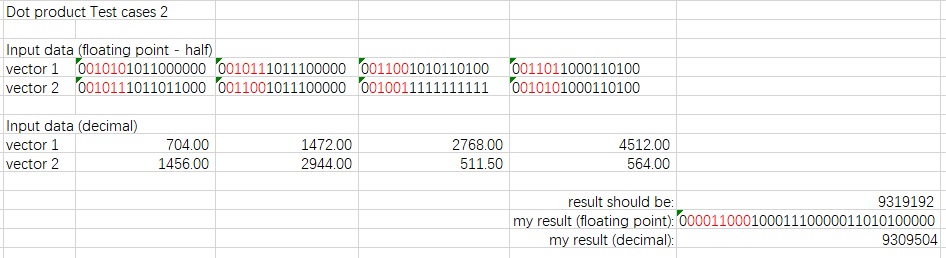 Dot product Test cases 2
Input data (floating point - half)
vector 1 0010101011000000 0010111011100000 0011001010110100 0011011000110100
vector 2 0010111011011000 0011001011100000 0010011111111111 0010101000110100
Input data (decimal)
vector 1 704.00 1472.00 2768.00 4512.00
vector 2 1456.00 2944.00 511.50 564.00
result should be: 9319192
my result (floating point): 00001100010001110000011010100000
my result (decimal): 9309504